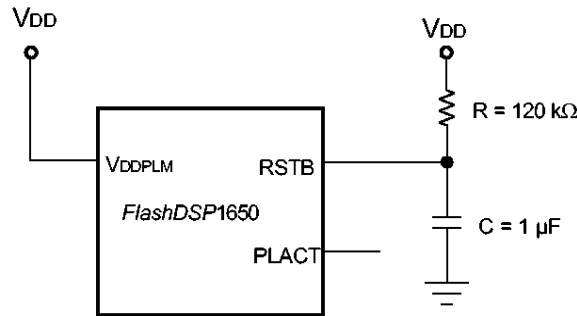 VDD
VDD
R = 120 kΩ
VDDPLM
RSTB
FlashDSP1650
C = 1 µF
PLACT